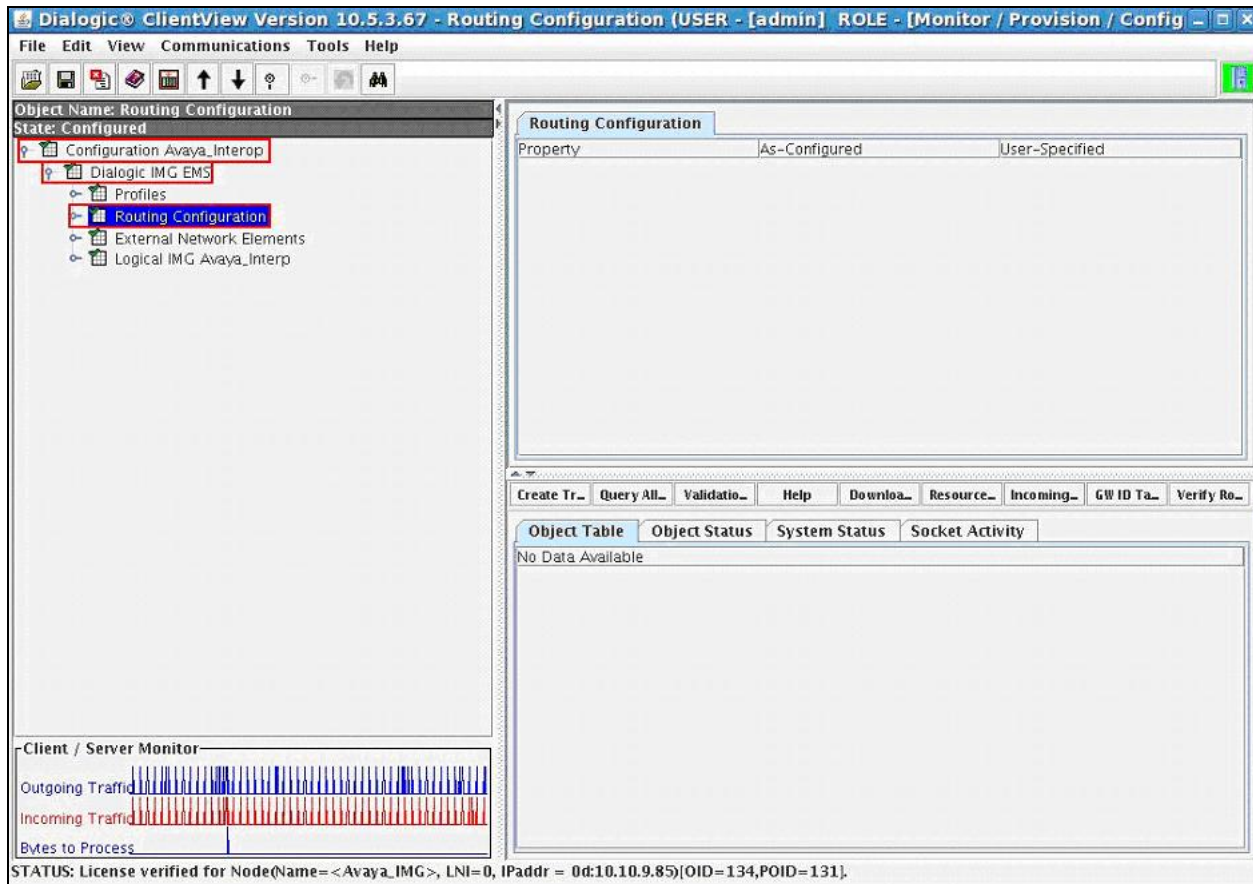 Dialogic® ClientView Version 10.5.3.67 - Routing Configuration (USER - [admin] ROLE - [Monitor / Provision / Config
File Edit View Communications Tools Help
Object Name: Routing Configuration
State: Configured
Configuration Avaya_Interop
Dialogic IMG EMS
Profiles
Routing Configuration
External Network Elements
Logical IMG Avaya_Interp
Routing Configuration
Property As-Configured User-Specified
Create Tr... Query All... Validatio... Help Downloa... Resource... Incoming... GW ID Ta... Verify Ro...
Object Table Object Status System Status Socket Activity
No Data Available
Client / Server Monitor
Outgoing Traffic
Incoming Traffic
Bytes to Process
STATUS: License verified for Node(Name=<Avaya_IMG>, LNI=0, IPaddr = 0d:10.10.9.85)[OID=134,POID=131].